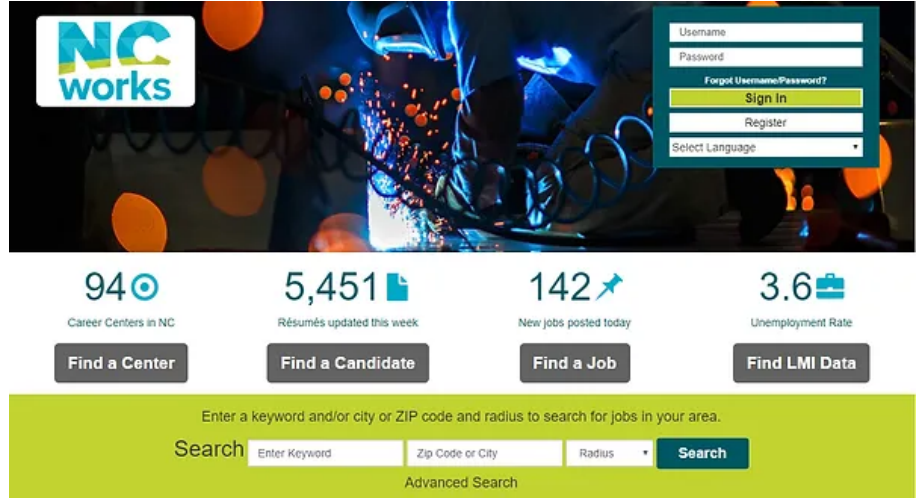 NC
works
Username
Password
Forgot Username/Password?
Sign In
Register
Select Language
94
5,451
142
3.6
Career Centers in NC
Résumés updated this week
New jobs posted today
Unemployment Rate
Find a Center
Find a Candidate
Find a Job
Find LMI Data
Enter a keyword and/or city or ZIP code and radius to search for jobs in your area.
Search Enter Keyword Zip Code or City Radius Search
Advanced Search